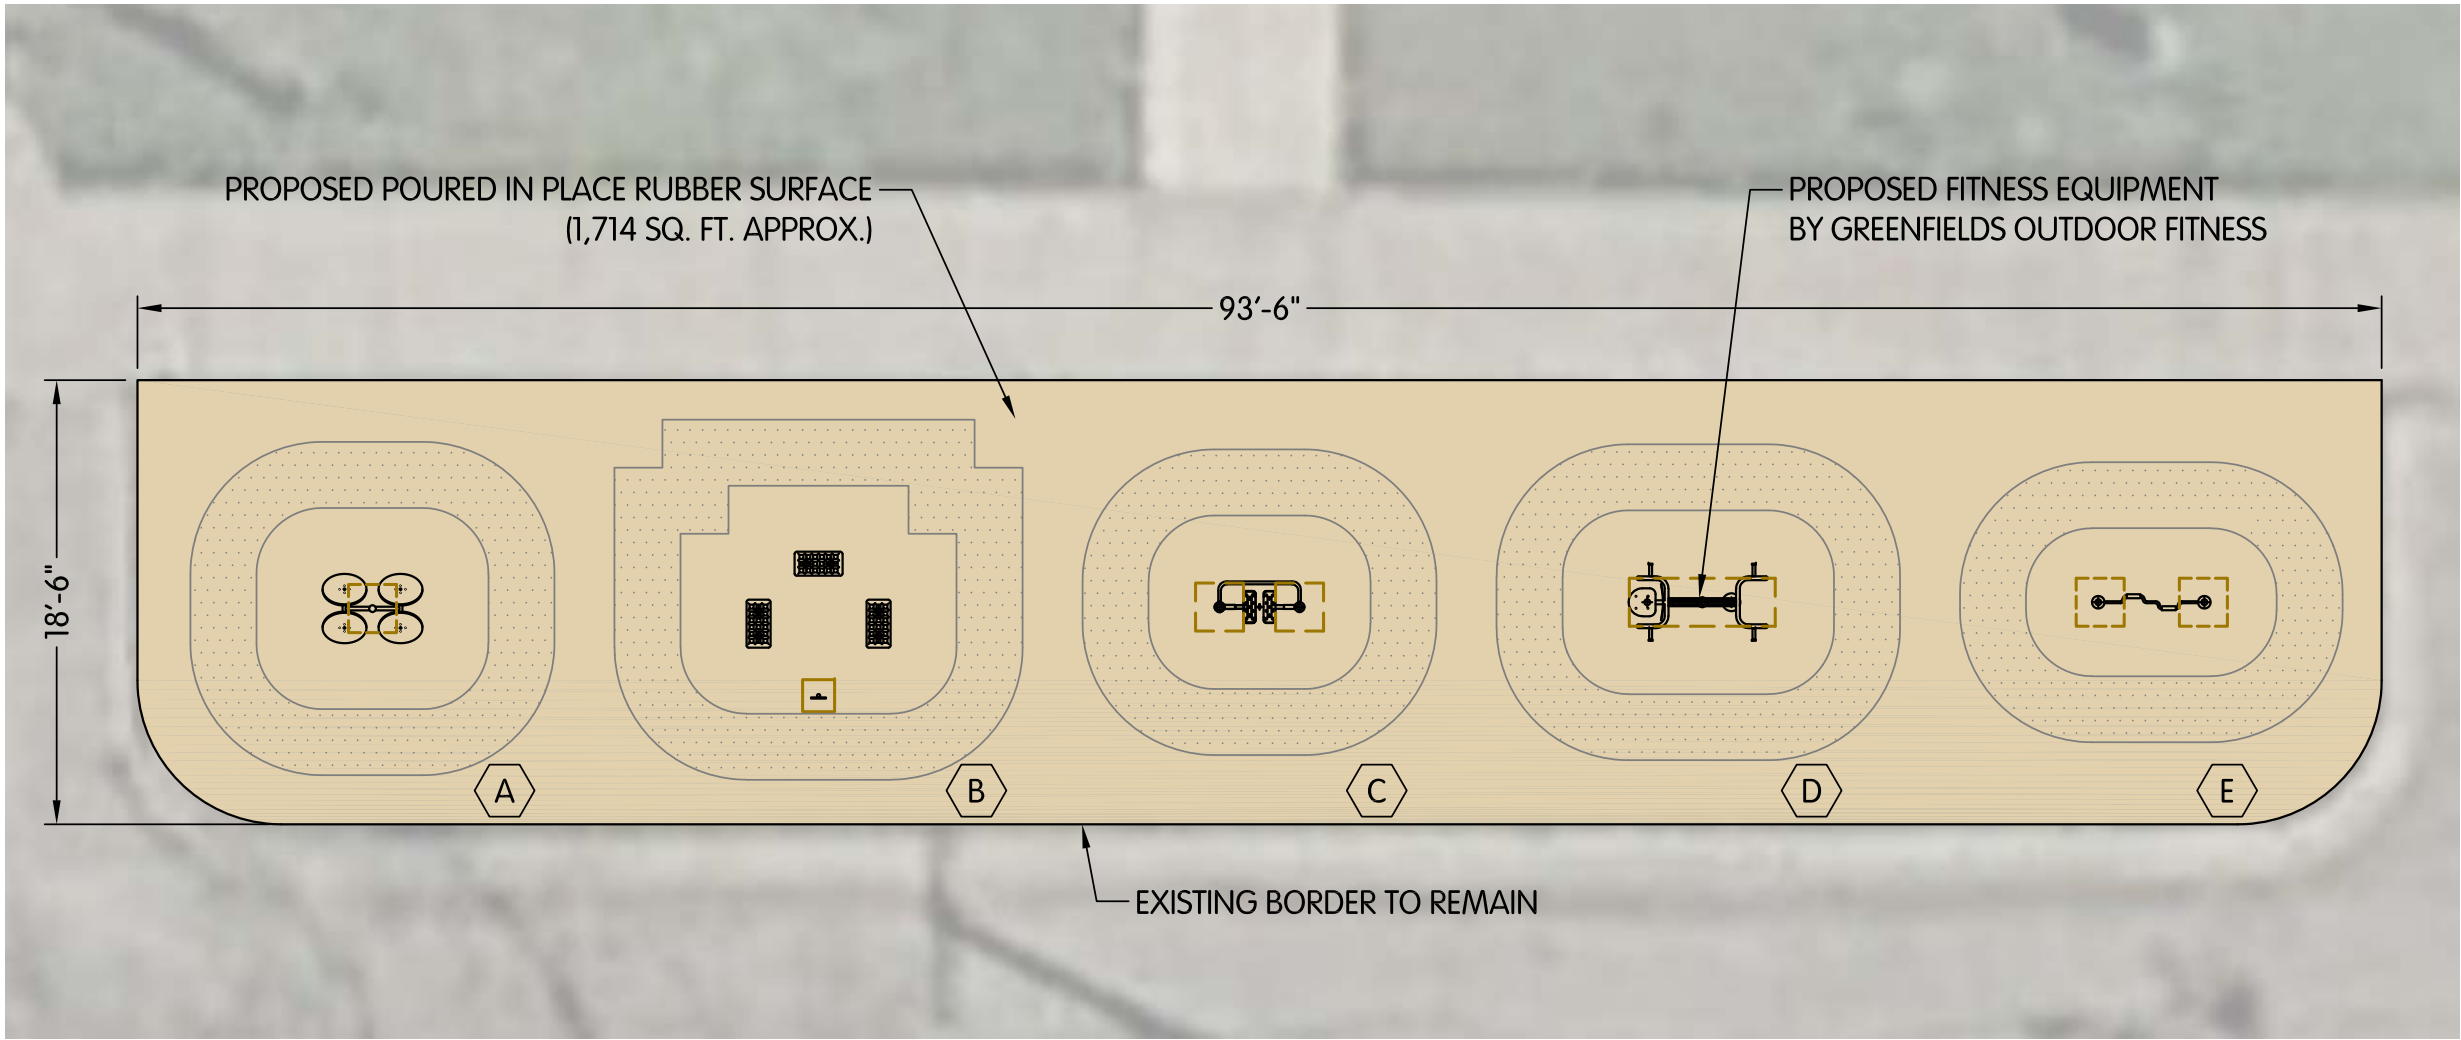 PROPOSED POURED IN PLACE RUBBER SURFACE
(1,714 SQ. FT. APPROX.)
PROPOSED FITNESS EQUIPMENT
BY GREENFIELDS OUTDOOR FITNESS
93'-6"
18'-6"
A
B
C
D
E
EXISTING BORDER TO REMAIN